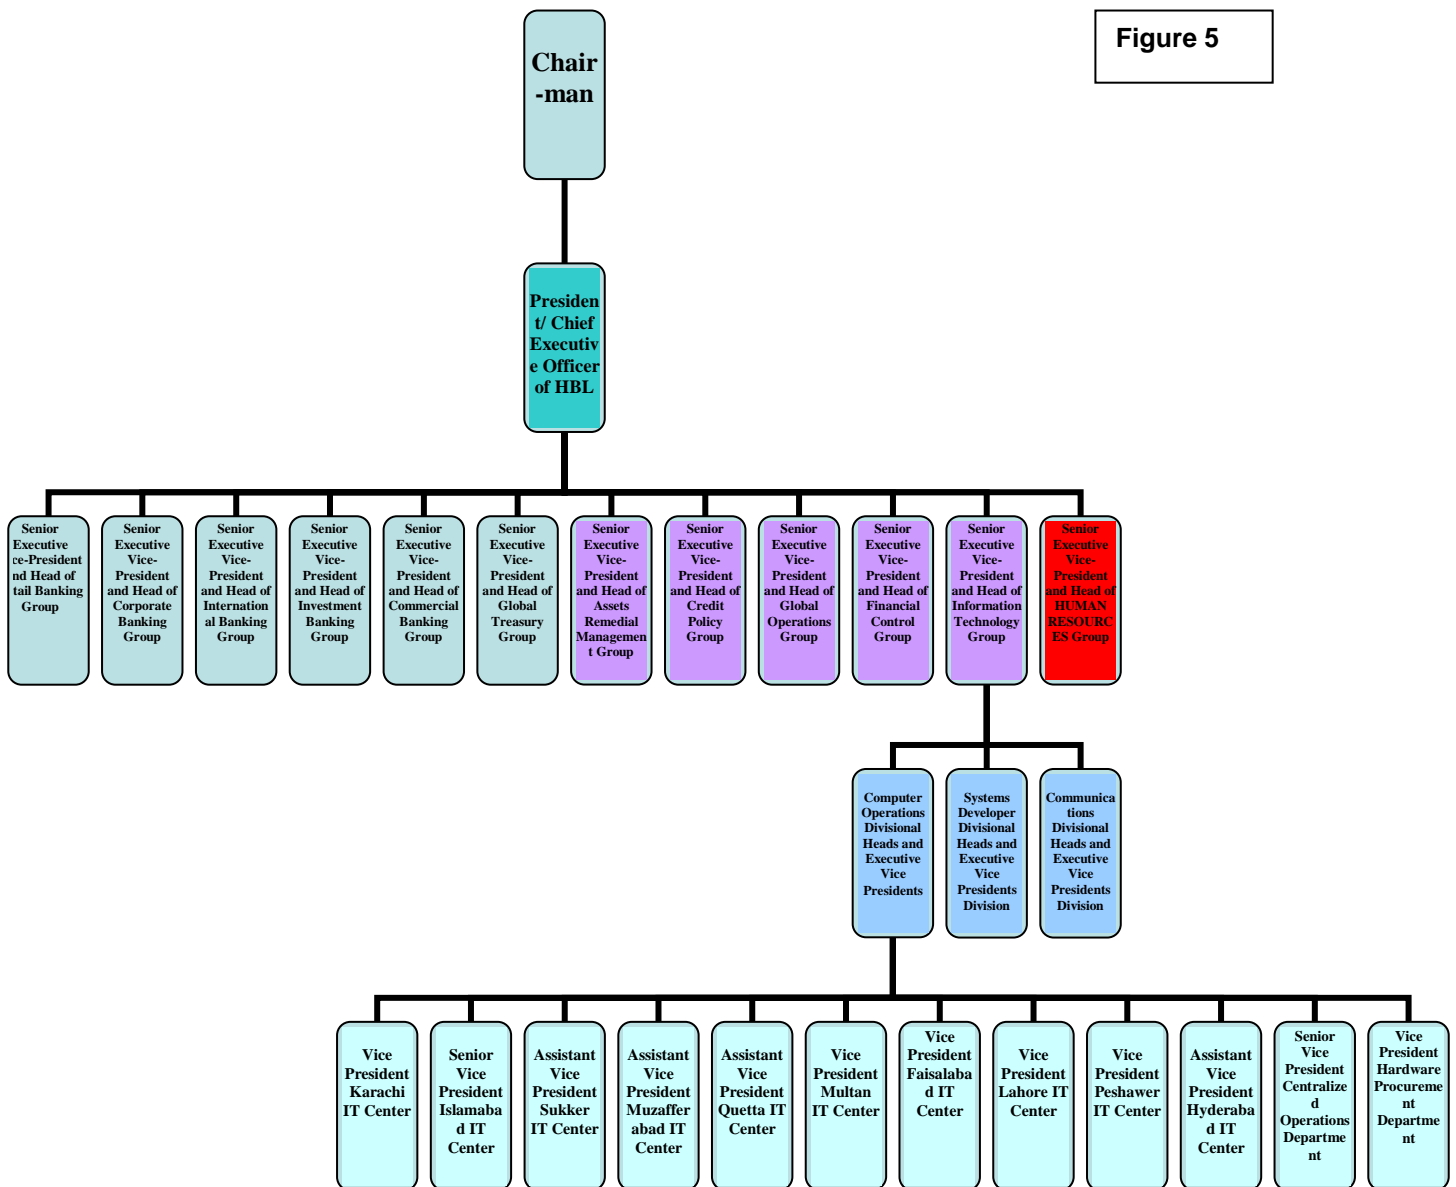 Figure 5
Chair
-man
Presiden
t/ Chief
Executiv
e Officer
of HBL
Senior
Executive
ce-President
nd Head of
tail Banking
Group
Senior
Executive
Vice-
President
and Head of
Corporate
Banking
Group
Senior
Executive
Vice-
President
and Head of
Internation
al Banking
Group
Senior
Executive
Vice-
President
and Head of
Investment
Banking
Group
Senior
Executive
Vice-
President
and Head of
Commercial
Banking
Group
Senior
Executive
Vice-
President
and Head of
Global
Treasury
Group
Senior
Executive
Vice-
President
and Head of
Assets
Remedial
Managemen
t Group
Senior
Executive
Vice-
President
and Head of
Credit
Policy
Group
Senior
Executive
Vice-
President
and Head of
Global
Operations
Group
Senior
Executive
Vice-
President
and Head of
Financial
Control
Group
Senior
Executive
Vice-
President
and Head of
Information
Technology
Group
Senior
Executive
Vice-
President
and Head of
HUMAN
RESOURC
ES Group
Computer
Operations
Divisional
Heads and
Executive
Vice
Presidents
Systems
Developer
Divisional
Heads and
Executive
Vice
Presidents
Division
Communica
tions
Divisional
Heads and
Executive
Vice
Presidents
Division
Vice
President
Karachi
IT Center
Senior
Vice
President
Islamaba
d IT
Center
Assistant
Vice
President
Sukker
IT Center
Assistant
Vice
President
Muzaffer
abad IT
Center
Assistant
Vice
President
Quetta IT
Center
Vice
President
Multan
IT Center
Vice
President
Faisalaba
d IT
Center
Vice
President
Lahore IT
Center
Vice
President
Peshawer
IT Center
Assistant
Vice
President
Hyderaba
d IT
Center
Senior
Vice
President
Centralize
d
Operations
Departme
nt
Vice
President
Hardware
Procureme
nt
Departme
nt